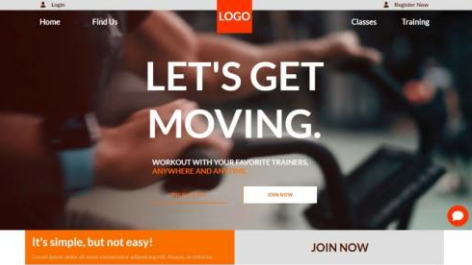 Login
Register Now
Home
Find Us
LOGO
Classes
Training
LET'S GET
MOVING.
WORKOUT WITH YOUR FAVORITE TRAINERS,
ANYWHERE AND ANYTIME
JOIN NOW
It's simple, but not easy!
JOIN NOW